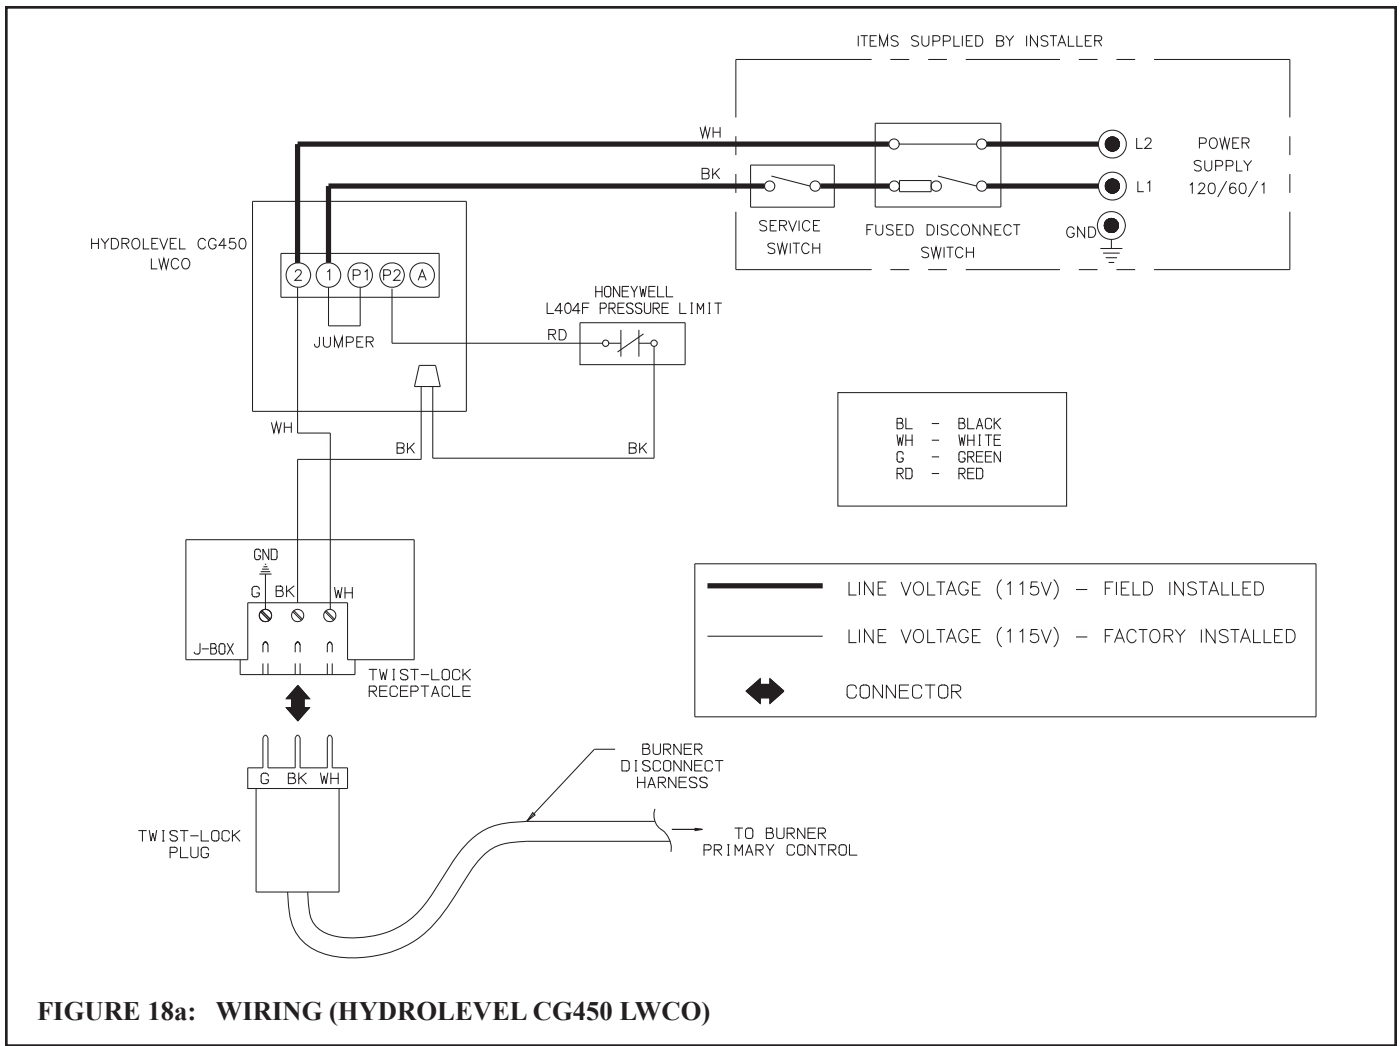 ITEMS SUPPLIED BY INSTALLER
WH
L2
POWER
SUPPLY
120/60/1
BK
L1
SERVICE
SWITCH
FUSED DISCONNECT
SWITCH
GND
HYDROLEVEL CG450
LWCO
2 1 P1 P2 A
JUMPER
HONEYWELL
L404F PRESSURE LIMIT
RD
WH
BK
BK
BL - BLACK
WH - WHITE
G - GREEN
RD - RED
GND
G BK WH
J-BOX
TWIST-LOCK
RECEPTACLE
LINE VOLTAGE (115V) - FIELD INSTALLED
LINE VOLTAGE (115V) - FACTORY INSTALLED
CONNECTOR
G BK WH
TWIST-LOCK
PLUG
BURNER
DISCONNECT
HARNESS
TO BURNER
PRIMARY CONTROL
FIGURE 18a: WIRING (HYDROLEVEL CG450 LWCO)